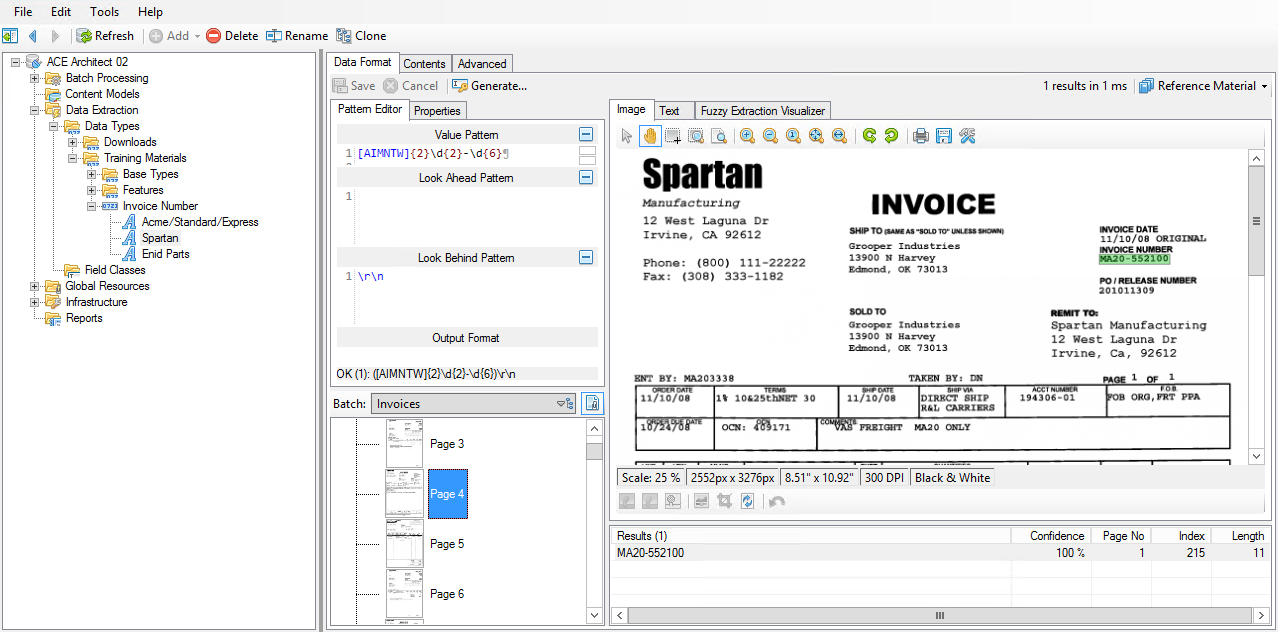 File Edit Tools Help
Refresh Add Delete Rename Clone
ACE Architect 02
Batch Processing
Content Models
Data Extraction
Data Types
Downloads
Training Materials
Base Types
Features
Invoice Number
Acme/Standard/Express
Spartan
Enid Parts
Field Classes
Global Resources
Infrastructure
Reports
Data Format Contents Advanced
Save Cancel Generate... 1 results in 1 ms Reference Material
Pattern Editor Properties
Value Pattern
1 [AIMNTW]{2}\d{2}-\d{6}¶
Look Ahead Pattern
1
Look Behind Pattern
1 \r\n
Output Format
OK (1): ([AIMNTW]{2}\d{2}-\d{6})\r\n
Batch: Invoices
Page 3
Page 4
Page 5
Page 6
Image Text Fuzzy Extraction Visualizer
Spartan
Manufacturing
12 West Laguna Dr
Irvine, CA 92612
Phone: (800) 111-22222
Fax: (308) 333-1182
INVOICE
SHIP TO (SAME AS "SOLD TO" UNLESS SHOWN)
Grooper Industries
13900 N Harvey
Edmond, OK 73013
INVOICE DATE
11/10/08 ORIGINAL
INVOICE NUMBER
MA20-552100
PO / RELEASE NUMBER
201011309
SOLD TO
Grooper Industries
13900 N Harvey
Edmond, OK 73013
REMIT TO:
Spartan Manufacturing
12 West Laguna Dr
Irvine, Ca, 92612
ENT BY: MA203338 TAKEN BY: DN PAGE 1 OF 1
ORDER DATE TERMS SHIP DATE SHIP VIA ACCT NUMBER F.O.B.
11/10/08 1% 10&25thNET 30 11/10/08 DIRECT SHIP 194306-01 FOB ORG,FRT PPA
R&L CARRIERS
ORDER DUE DATE OCN COMMENTS
10/24/08 OCN: 409171 VAS FREIGHT MA20 ONLY
Scale: 25 % 2552px x 3276px 8.51" x 10.92" 300 DPI Black & White
Results (1) Confidence Page No Index Length
MA20-552100 100 % 1 215 11